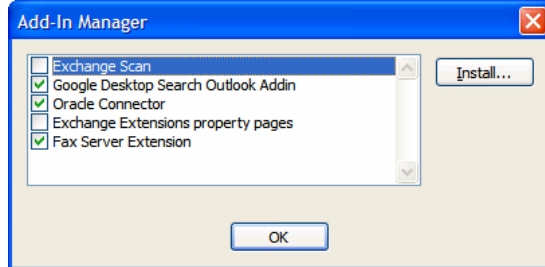 Add-In Manager
Exchange Scan
Google Desktop Search Outlook Addin
Oracle Connector
Exchange Extensions property pages
Fax Server Extension
Install...
OK